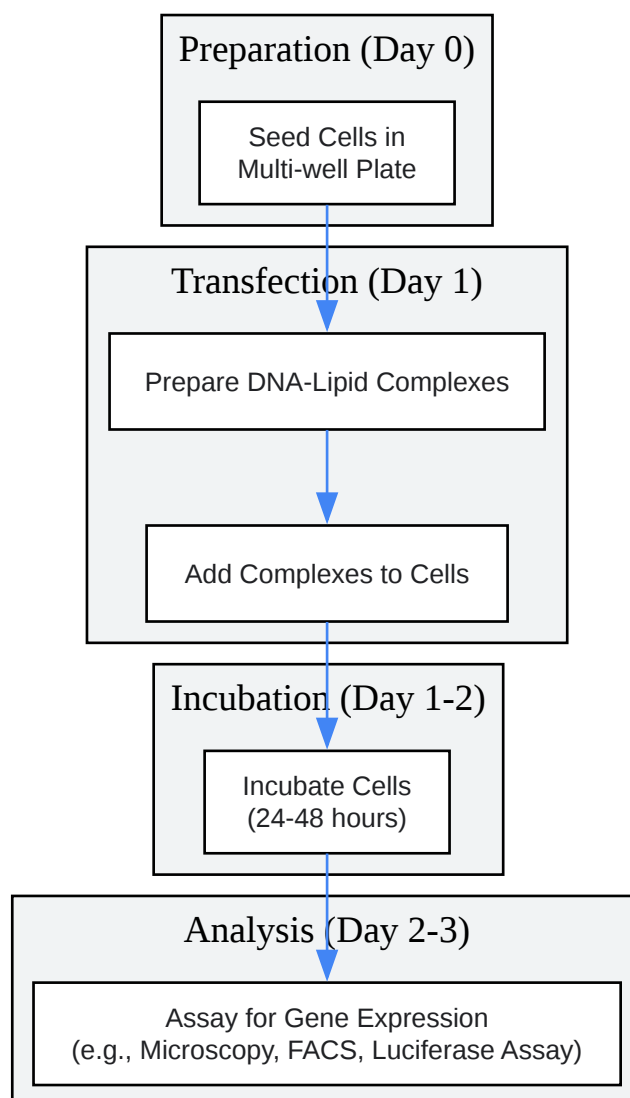 Preparation (Day 0)
Seed Cells in
Multi-well Plate
Transfection (Day 1)
Prepare DNA-Lipid Complexes
Add Complexes to Cells
Incubation (Day 1-2)
Incubate Cells
(24-48 hours)
Analysis (Day 2-3)
Assay for Gene Expression
(e.g., Microscopy, FACS, Luciferase Assay)